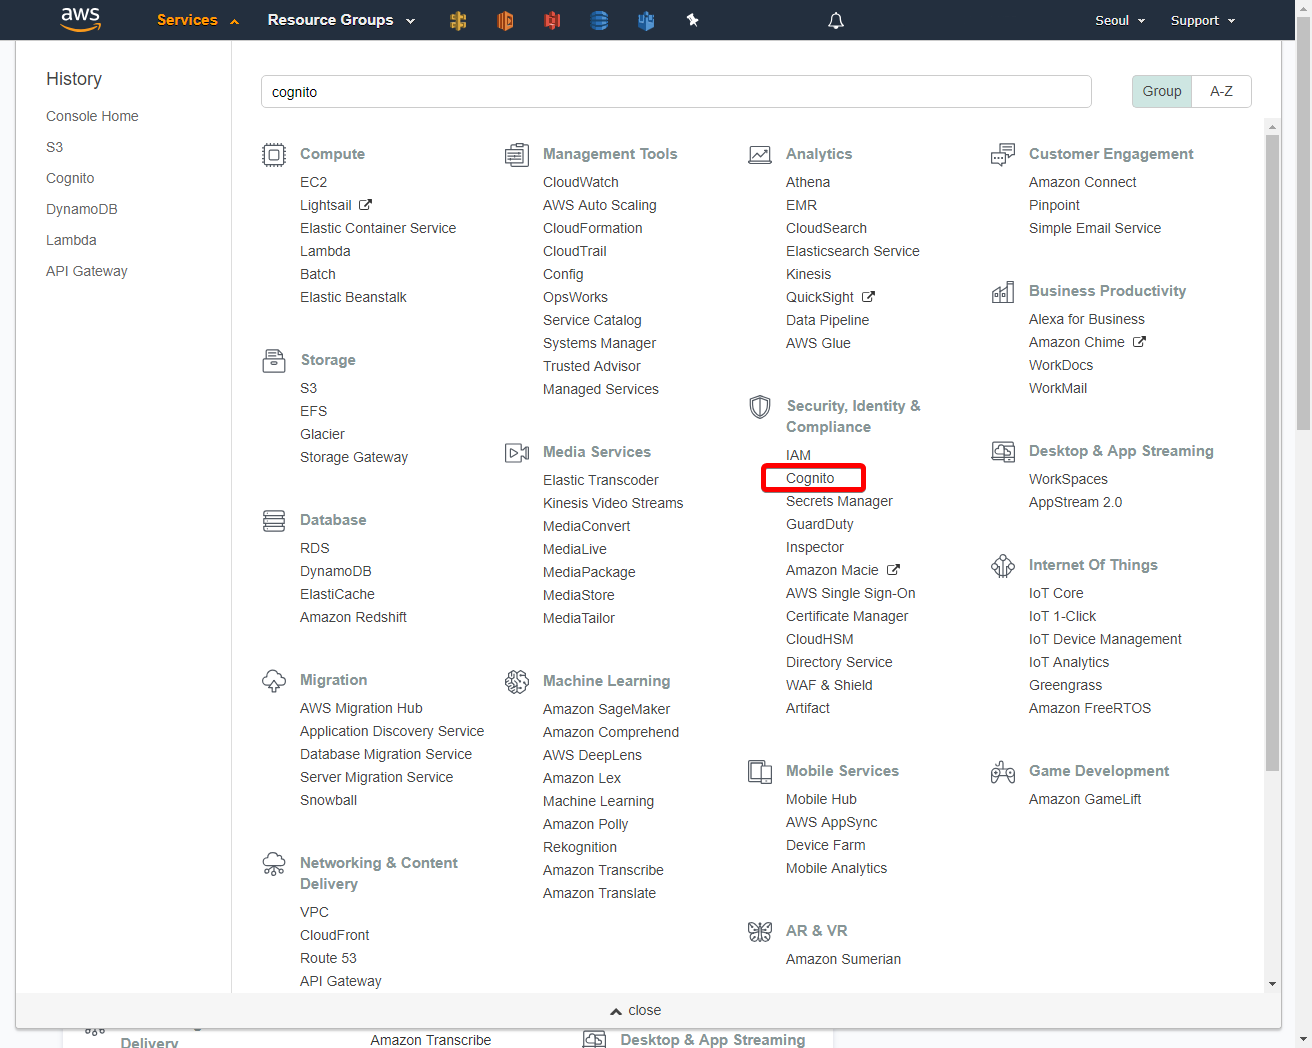 aws Services Resource Groups Seoul Support
History
Console Home
S3
Cognito
DynamoDB
Lambda
API Gateway
cognito
Group A-Z
Compute
EC2
Lightsail
Elastic Container Service
Lambda
Batch
Elastic Beanstalk
Storage
S3
EFS
Glacier
Storage Gateway
Database
RDS
DynamoDB
ElastiCache
Amazon Redshift
Migration
AWS Migration Hub
Application Discovery Service
Database Migration Service
Server Migration Service
Snowball
Networking & Content
Delivery
VPC
CloudFront
Route 53
API Gateway
Management Tools
CloudWatch
AWS Auto Scaling
CloudFormation
CloudTrail
Config
OpsWorks
Service Catalog
Systems Manager
Trusted Advisor
Managed Services
Media Services
Elastic Transcoder
Kinesis Video Streams
MediaConvert
MediaLive
MediaPackage
MediaStore
MediaTailor
Machine Learning
Amazon SageMaker
Amazon Comprehend
AWS DeepLens
Amazon Lex
Machine Learning
Amazon Polly
Rekognition
Amazon Transcribe
Amazon Translate
Analytics
Athena
EMR
CloudSearch
Elasticsearch Service
Kinesis
QuickSight
Data Pipeline
AWS Glue
Security, Identity &
Compliance
IAM
Cognito
Secrets Manager
GuardDuty
Inspector
Amazon Macie
AWS Single Sign-On
Certificate Manager
CloudHSM
Directory Service
WAF & Shield
Artifact
Mobile Services
Mobile Hub
AWS AppSync
Device Farm
Mobile Analytics
AR & VR
Amazon Sumerian
Customer Engagement
Amazon Connect
Pinpoint
Simple Email Service
Business Productivity
Alexa for Business
Amazon Chime
WorkDocs
WorkMail
Desktop & App Streaming
WorkSpaces
AppStream 2.0
Internet Of Things
IoT Core
IoT 1-Click
IoT Device Management
IoT Analytics
Greengrass
Amazon FreeRTOS
Game Development
Amazon GameLift
close
Delivery
Amazon Transcribe
Desktop & App Streaming